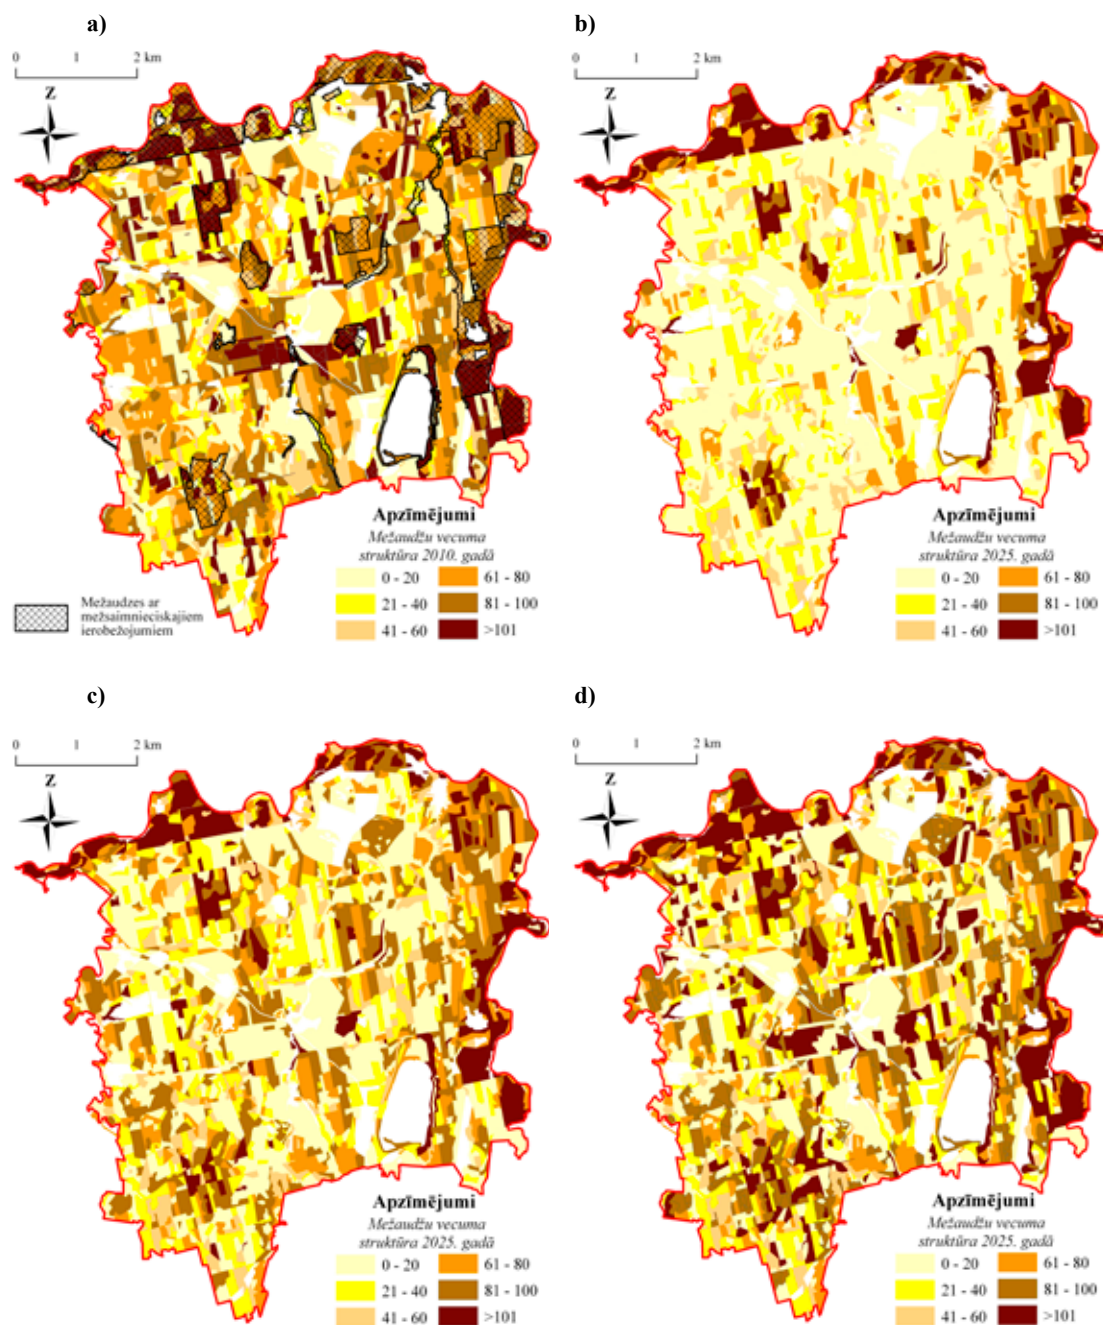 a)
0 1 2 km
Z
Apzīmējumi
Mežaudžu vecuma
struktūra 2010. gadā
0 - 20
61 - 80
21 - 40
81 - 100
41 - 60
>101
Mežaudzes ar
mežsaimnieciskajiem
ierobežojumiem
b)
0 1 2 km
Z
Apzīmējumi
Mežaudžu vecuma
struktūra 2025. gadā
0 - 20
61 - 80
21 - 40
81 - 100
41 - 60
>101
c)
0 1 2 km
Z
Apzīmējumi
Mežaudžu vecuma
struktūra 2025. gadā
0 - 20
61 - 80
21 - 40
81 - 100
41 - 60
>101
d)
0 1 2 km
Z
Apzīmējumi
Mežaudžu vecuma
struktūra 2025. gadā
0 - 20
61 - 80
21 - 40
81 - 100
41 - 60
>101